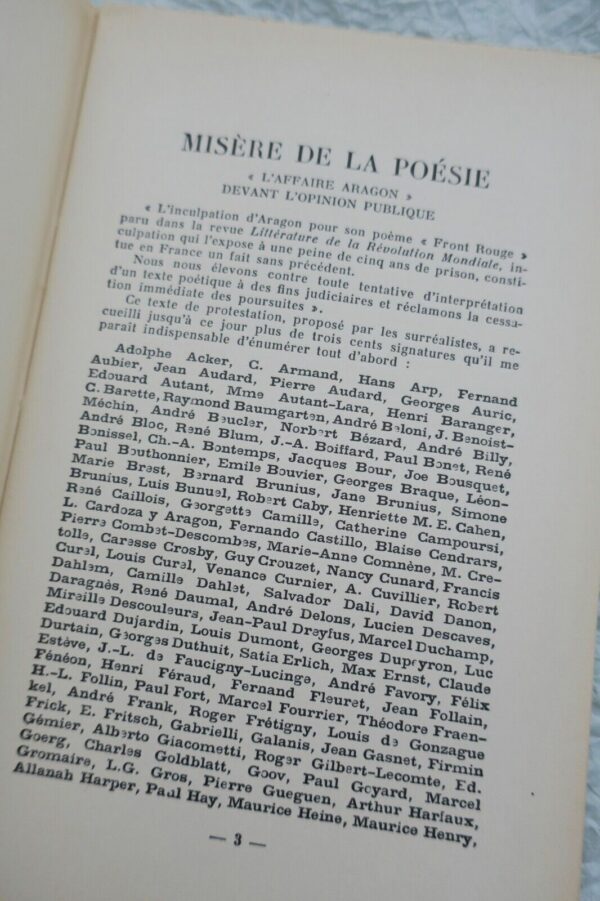 MISÈRE DE LA POÉSIE
« L'AFFAIRE ARAGON »
DEVANT L'OPINION PUBLIQUE
« L'inculpation d'Aragon pour son poème « Front Rouge »
paru dans la revue Littérature de la Révolution Mondiale, in-
culpation qui l'expose à une peine de cinq ans de prison, consti-
tue en France un fait sans précédent.
Nous nous élevons contre toute tentative d'interprétation
d'un texte poétique à des fins judiciaires et réclamons la cessa-
tion immédiate des poursuites ».
Ce texte de protestation, proposé par les surréalistes, a re-
cueilli jusqu'à ce jour plus de trois cents signatures qu'il me
paraît indispensable d'énumérer tout d'abord :
Adolphe Acker, C. Armand, Hans Arp, Fernand
Aubier, Jean Audard, Pierre Audard, Georges Auric,
Edouard Autant, Mme Autant-Lara, Henri Baranger,
C. Barette, Raymond Baumgarten, André Beloni, J. Benoist-
Méchin, André Beucler, Norbert Bézard, André Billy,
André Bloc, René Blum, J.-A. Boiffard, Paul Bonet, René
Bonissel, Ch.-A. Bontemps, Jacques Bour, Joe Bousquet,
Paul Bouthonnier, Emile Bouvier, Georges Braque, Léon-
Marie Brest, Bernard Brunius, Jane Brunius, Simone
Brunius, Luis Bunuel, Robert Caby, Henriette M. E. Cahen,
René Caillois, Georgette Camille, Catherine Campoursi,
L. Cardoza y Aragon, Fernando Castillo, Blaise Cendrars,
Pierre Combet-Descombes, Marie-Anne Comnène, M. Cre-
tolle, Caresse Crosby, Guy Crouzet, Nancy Cunard, Francis
Curel, Louis Curel, Venance Curnier, A. Cuvillier, Robert
Dahlem, Camille Dahlet, Salvador Dali, David Danon,
Daragnès, René Daumal, André Delons, Lucien Descaves,
Mireille Descouleurs, Jean-Paul Dreyfus, Marcel Duchamp,
Edouard Dujardin, Louis Dumont, Georges Dupeyron, Luc
Durtain, Georges Duthuit, Satia Erlich, Max Ernst, Claude
Estève, J.-L. de Faucigny-Lucinge, André Favory, Félix
Fénéon, Henri Féraud, Fernand Fleuret, Jean Follain,
H.-L. Follin, Paul Fort, Marcel Fourrier, Théodore Fraen-
kel, André Frank, Roger Frétigny, Louis de Gonzague
Frick, E. Fritsch, Gabrielli, Galanis, Jean Gasnet, Firmin
Gémier, Alberto Giacometti, Roger Gilbert-Lecomte, Ed.
Goerg, Charles Goldblatt, Goov, Paul Goyard, Marcel
Gromaire, L.G. Gros, Pierre Gueguen, Arthur Harfaux,
Allanah Harper, Paul Hay, Maurice Heine, Maurice Henry,
— 3 —